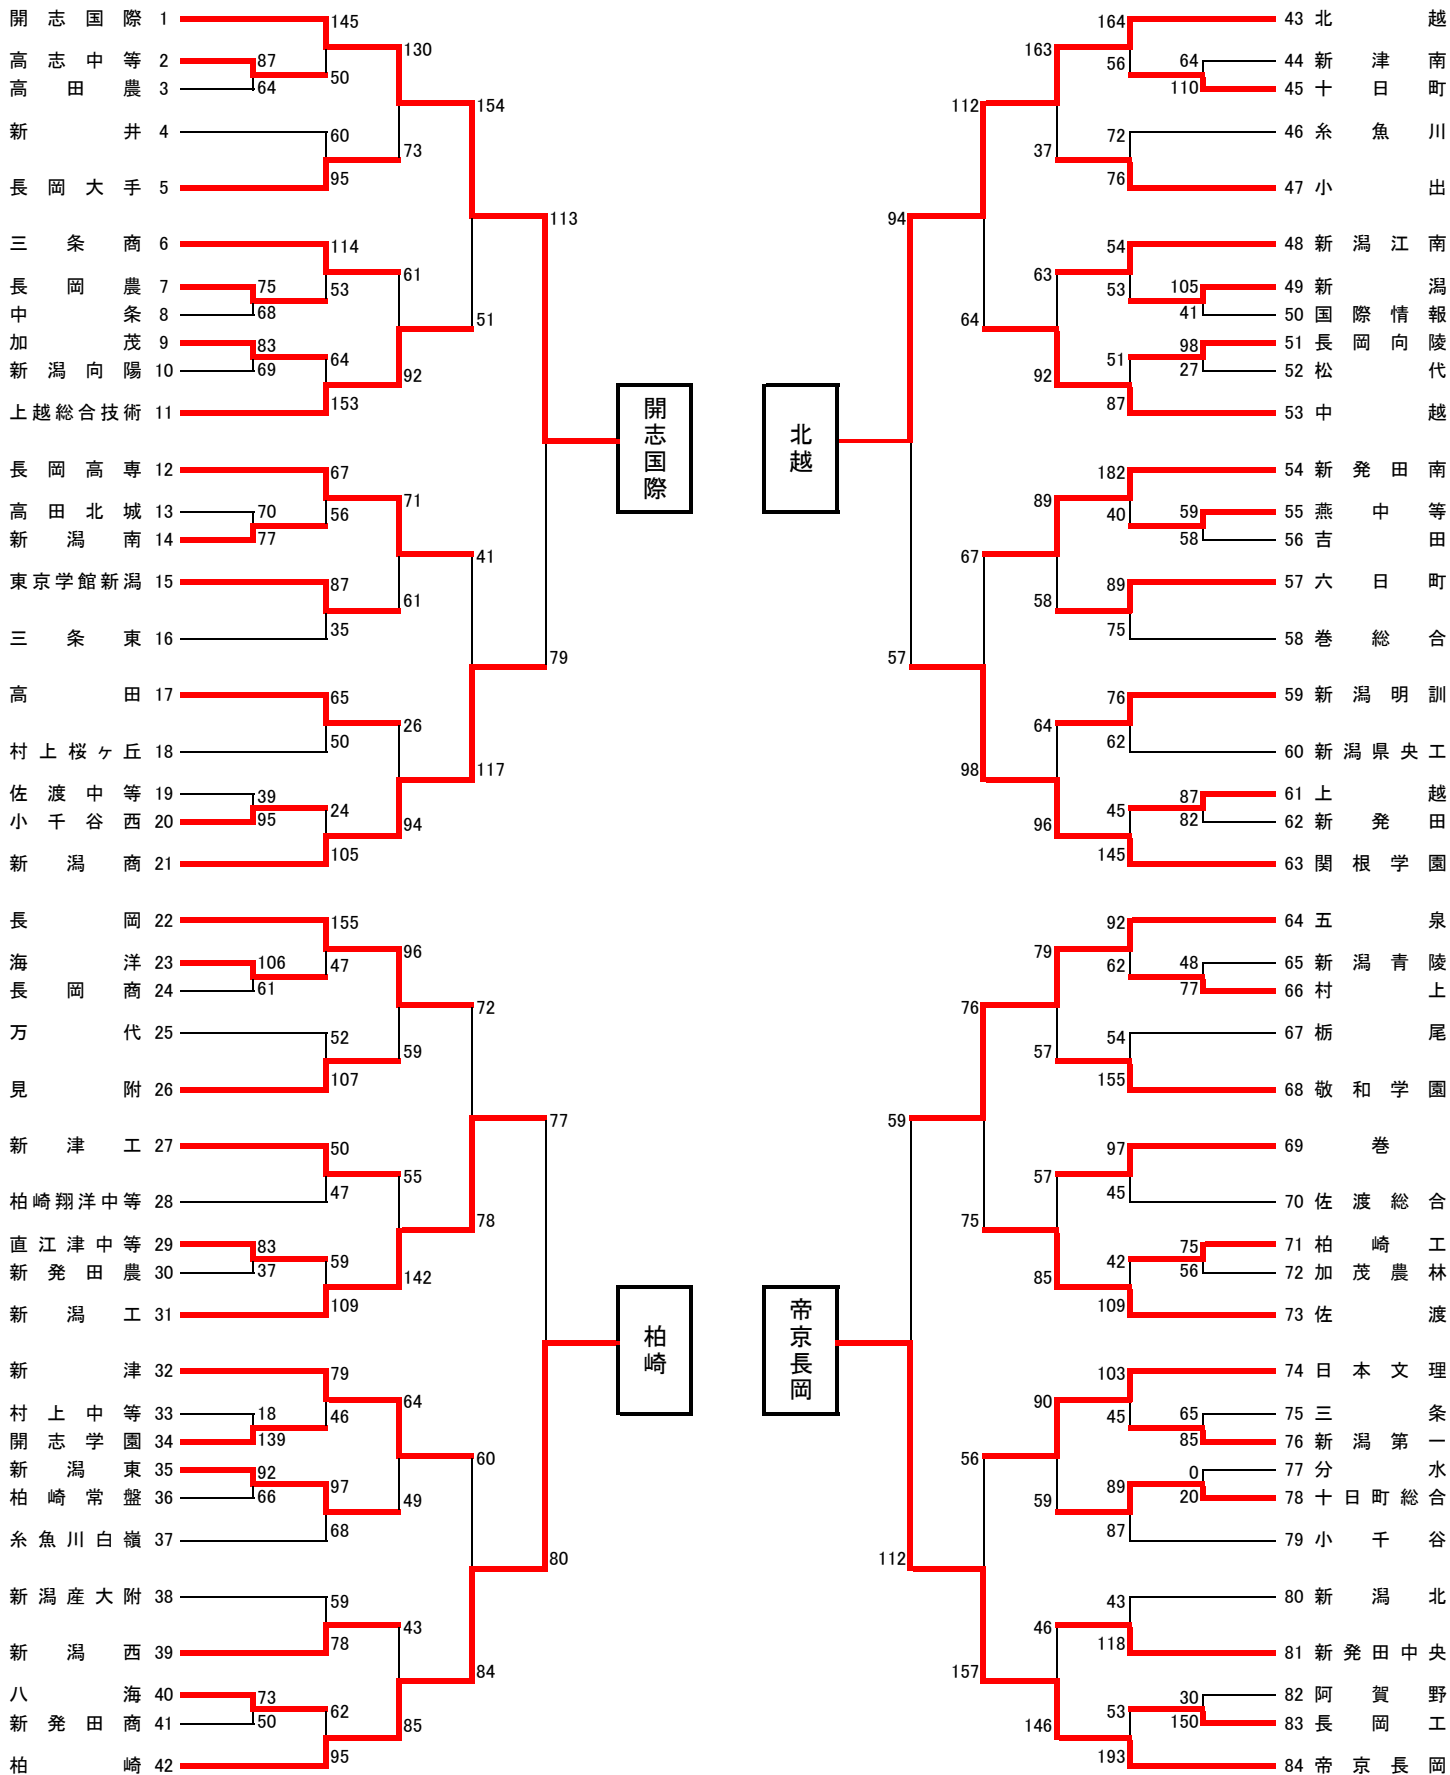 開志国際 1 145
130
高志中等 2 87
50
高田農 3 64
154
新井 4 60
73
長岡大手 5 95
113
三条商 6 114
61
長岡農 7 75
53
中条 8 68
51
加茂 9 83
64
新潟向陽 10 69
92
上越総合技術 11 153
開志国際
長岡高専 12 67
71
高田北城 13 70
56
新潟南 14 77
41
東京学館新潟 15 87
61
三条東 16 35
79
高田 17 65
26
村上桜ヶ丘 18 50
117
佐渡中等 19 39
24
小千谷西 20 95
94
新潟商 21 105
長岡 22 155
96
海洋 23 106
47
長岡商 24 61
72
万代 25 52
59
見附 26 107
77
新津工 27 50
55
柏崎翔洋中等 28 47
78
直江津中等 29 83
59
新発田農 30 37
142
新潟工 31 109
柏崎
新津 32 79
64
村上中等 33 18
46
開志学園 34 139
60
新潟東 35 92
97
柏崎常盤 36 66
49
糸魚川白嶺 37 68
80
新潟産大附 38 59
43
新潟西 39 78
84
八海 40 73
62
新発田商 41 50
85
柏崎 42 95
164 43 北越
163
56
64 44 新津南
110 45 十日町
112
72 46 糸魚川
37
76 47 小出
94
54 48 新潟江南
63
53
105 49 新潟
41 50 国際情報
64
98 51 長岡向陵
51
27 52 松代
92
87 53 中越
北越
182 54 新発田南
89
40
59 55 燕中等
58 56 吉田
67
89 57 六日町
58
75 58 巻総合
57
76 59 新潟明訓
64
62 60 新潟県央工
98
87 61 上越
45
82 62 新発田
96
145 63 関根学園
92 64 五泉
79
62
48 65 新潟青陵
77 66 村上
76
54 67 栃尾
57
155 68 敬和学園
59
97 69 巻
57
45 70 佐渡総合
75
75 71 柏崎工
42
56 72 加茂農林
85
109 73 佐渡
帝京長岡
103 74 日本文理
90
45
65 75 三条
85 76 新潟第一
56
0 77 分水
89
20 78 十日町総合
59
87 79 小千谷
112
43 80 新潟北
46
118 81 新発田中央
157
30 82 阿賀野
53
150 83 長岡工
146
193 84 帝京長岡